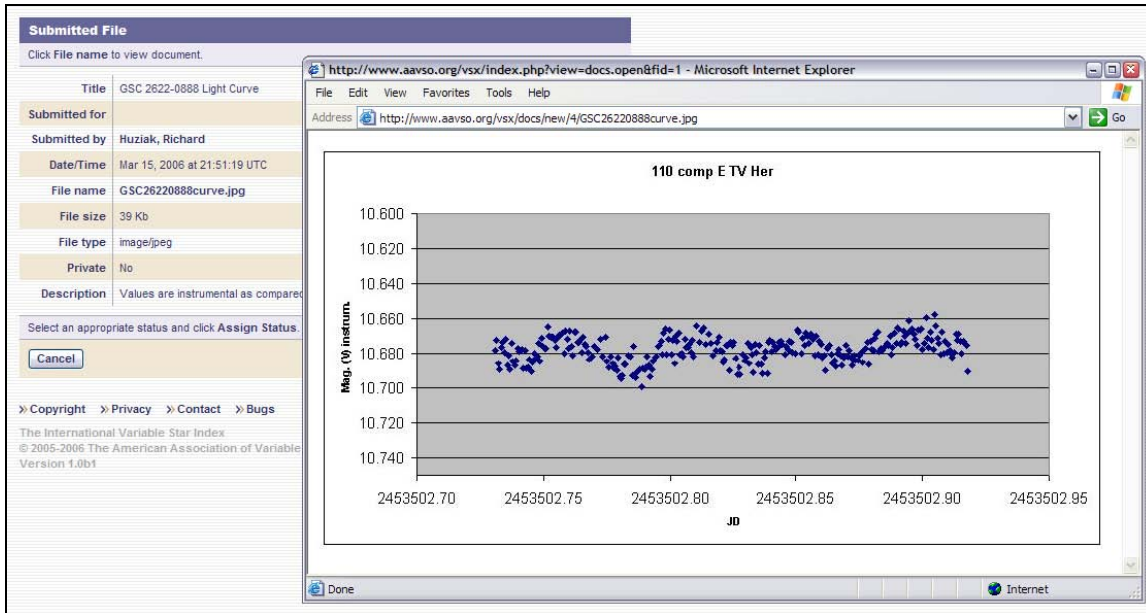 Submitted File
Click File name to view document.
Title GSC 2622-0888 Light Curve
Submitted for
Submitted by Huziak, Richard
Date/Time Mar 15, 2006 at 21:51:19 UTC
File name GSC26220888curve.jpg
File size 39 Kb
File type image/jpeg
Private No
Description Values are instrumental as compared
Select an appropriate status and click Assign Status.
Cancel
» Copyright » Privacy » Contact » Bugs
The International Variable Star Index
© 2005-2006 The American Association of Variable
Version 1.0b1
http://www.aavso.org/vsx/index.php?view=docs.open&fid=1 - Microsoft Internet Explorer
File Edit View Favorites Tools Help
Address http://www.aavso.org/vsx/docs/new/4/GSC26220888curve.jpg Go
110 comp E TV Her
Mag. (V) instrum.
10.600
10.620
10.640
10.660
10.680
10.700
10.720
10.740
2453502.70 2453502.75 2453502.80 2453502.85 2453502.90 2453502.95
JD
Done Internet